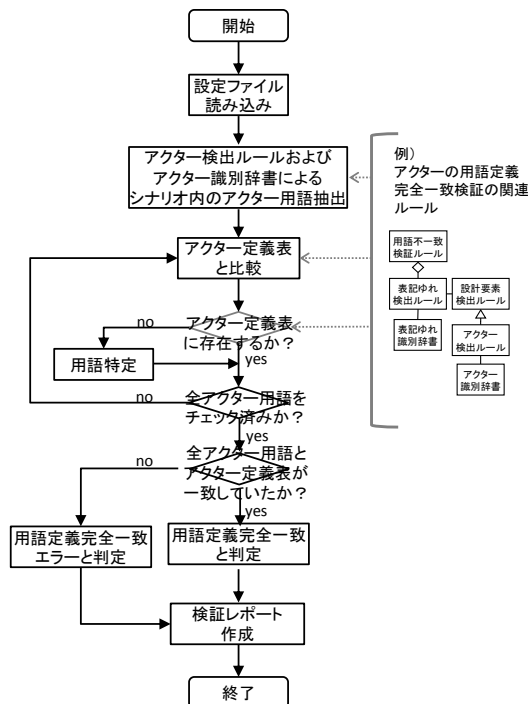 開始
設定ファイル
読み込み
アクター検出ルールおよび
アクター識別辞書による
シナリオ内のアクター用語抽出
例）
アクターの用語定義
完全一致検証の関連
ルール
用語不一致
検証ルール
表記ゆれ
検出ルール
設計要素
検出ルール
表記ゆれ
識別辞書
アクター
検出ルール
アクター
識別辞書
アクター定義表
と比較
no
アクター定義表
に存在するか？
yes
用語特定
no
全アクター用語を
チェック済みか？
yes
no
全アクター用語と
アクター定義表が
一致していたか？
yes
用語定義完全一致
エラーと判定
用語定義完全一致
と判定
検証レポート
作成
終了